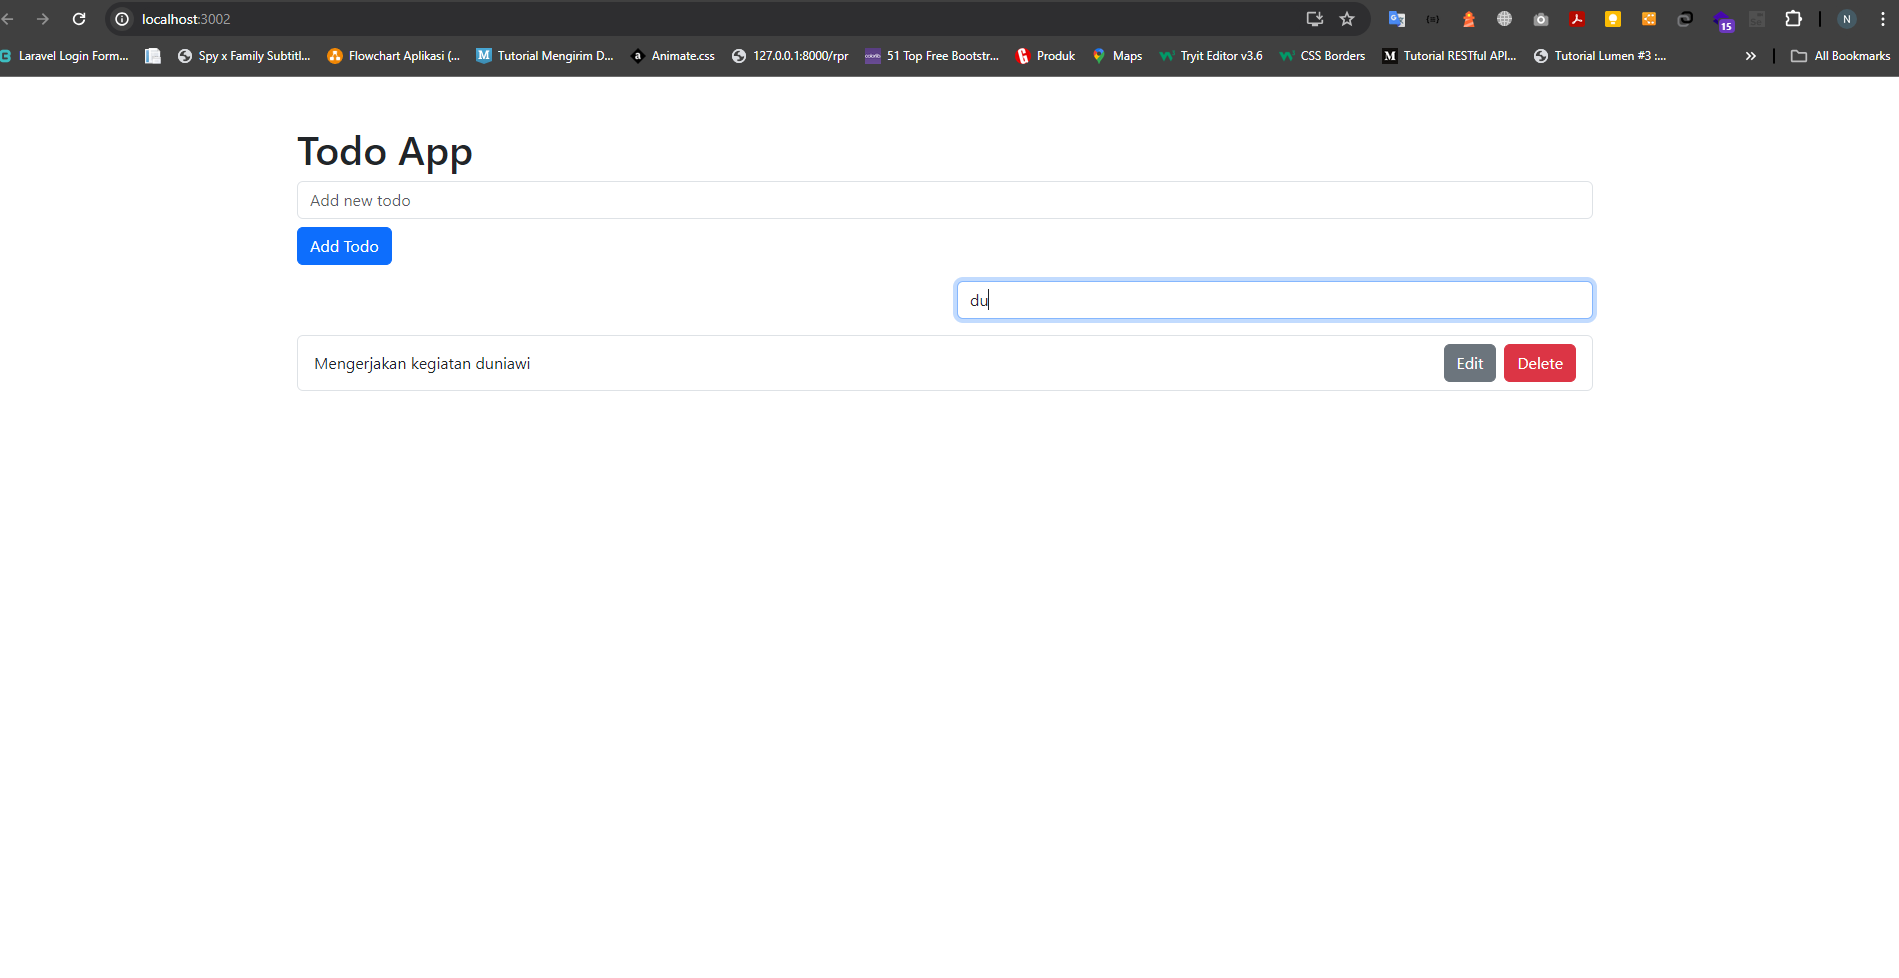 localhost:3002
15
N
Laravel Login Form...
Spy x Family Subtitl...
Flowchart Aplikasi (...
M Tutorial Mengirim D...
a Animate.css
127.0.0.1:8000/rpr
51 Top Free Bootstr...
Produk
Maps
Tryit Editor v3.6
CSS Borders
M Tutorial RESTful API...
Tutorial Lumen #3 :...
All Bookmarks
Todo App
Add new todo
Add Todo
du
Mengerjakan kegiatan duniawi
Edit
Delete